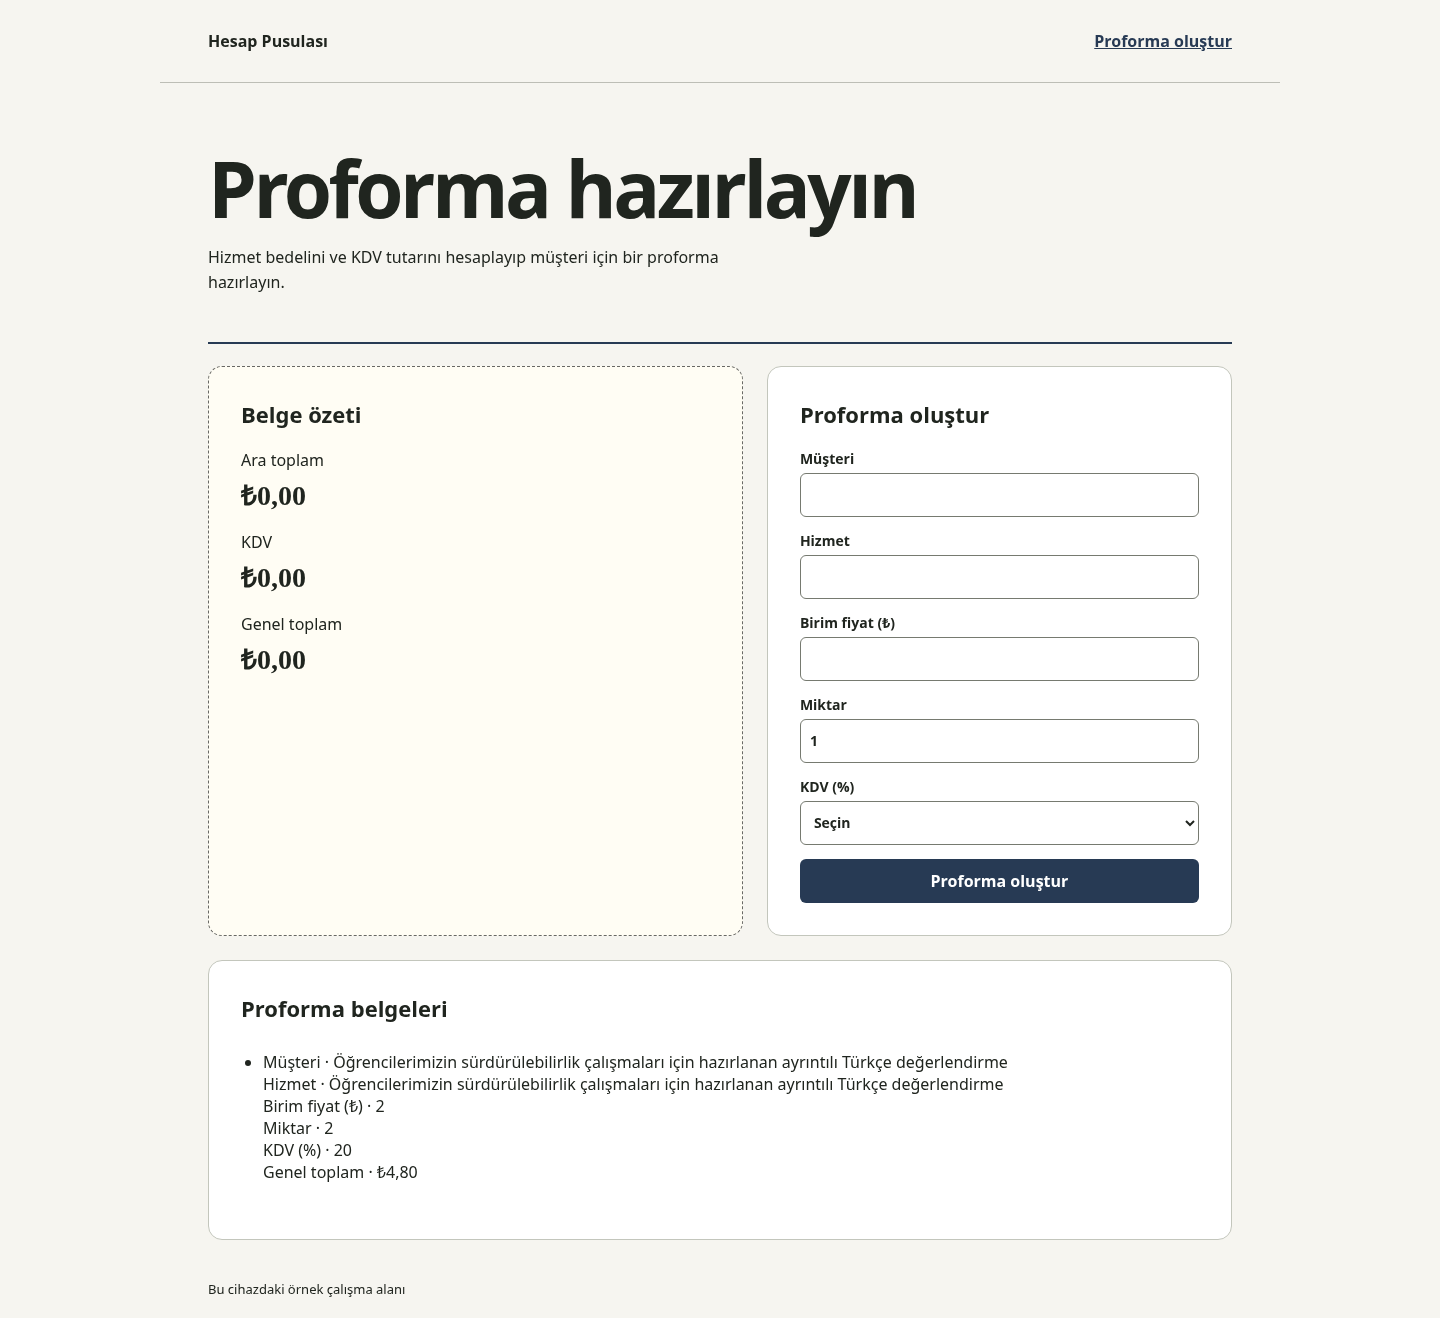 Hesap Pusulası
Proforma oluştur
Proforma hazırlayın
Hizmet bedelini ve KDV tutarını hesaplayıp müşteri için bir proforma
hazırlayın.
Belge özeti
Ara toplam
₺0,00
KDV
₺0,00
Genel toplam
₺0,00
Proforma oluştur
Müşteri
Hizmet
Birim fiyat (₺)
Miktar
1
KDV (%)
Seçin
Proforma oluştur
Proforma belgeleri
Müşteri · Öğrencilerimizin sürdürülebilirlik çalışmaları için hazırlanan ayrıntılı Türkçe değerlendirme
Hizmet · Öğrencilerimizin sürdürülebilirlik çalışmaları için hazırlanan ayrıntılı Türkçe değerlendirme
Birim fiyat (₺) · 2
Miktar · 2
KDV (%) · 20
Genel toplam · ₺4,80
Bu cihazdaki örnek çalışma alanı